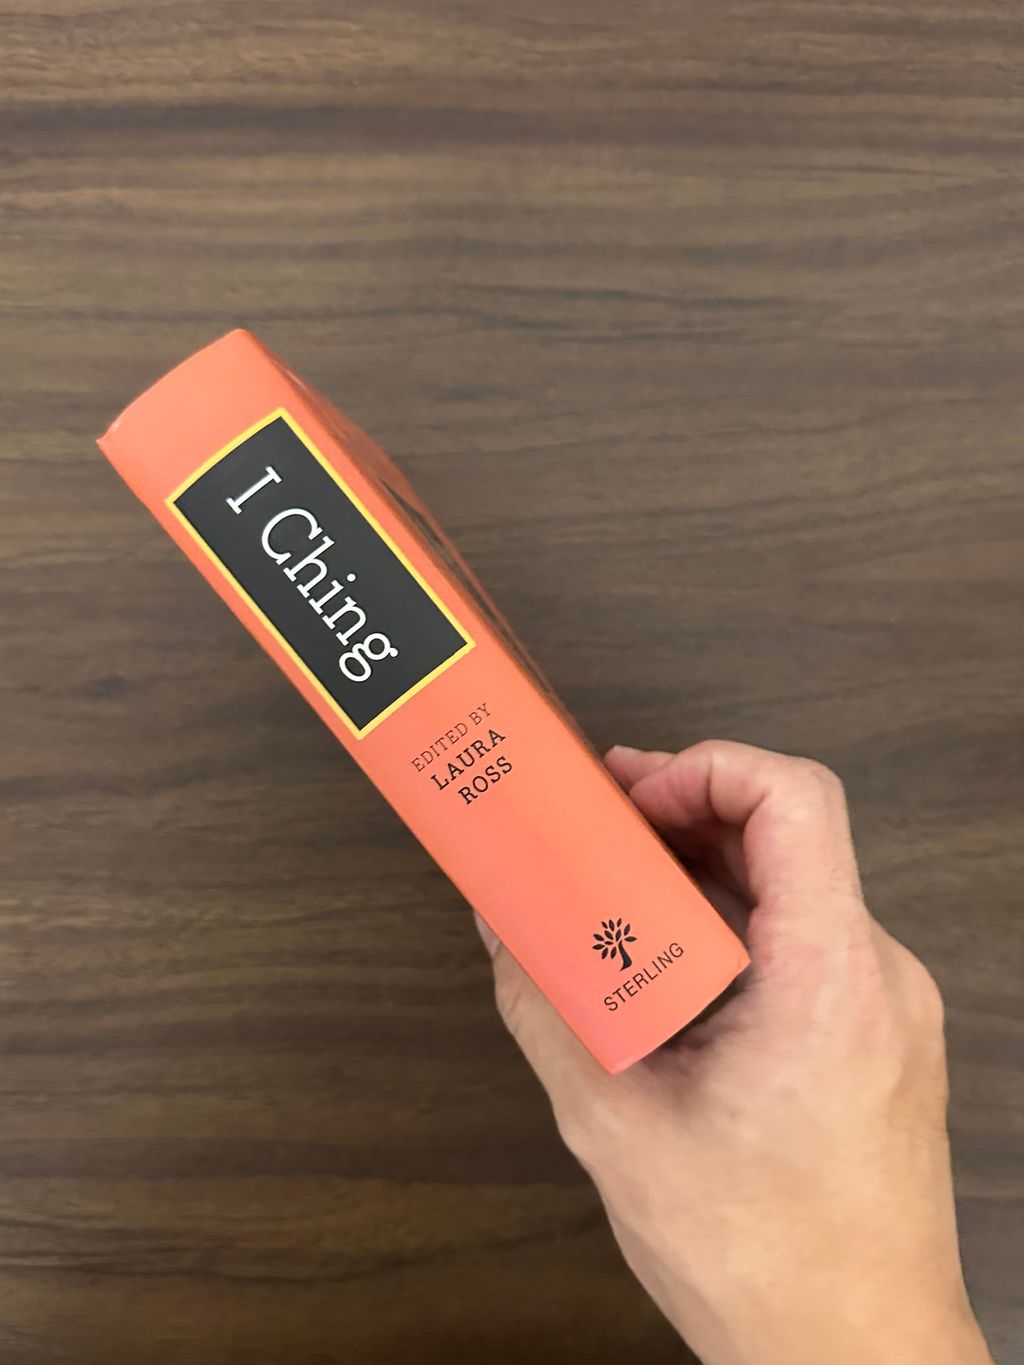 I Ching
EDITED BY
LAURA
ROSS
STERLING